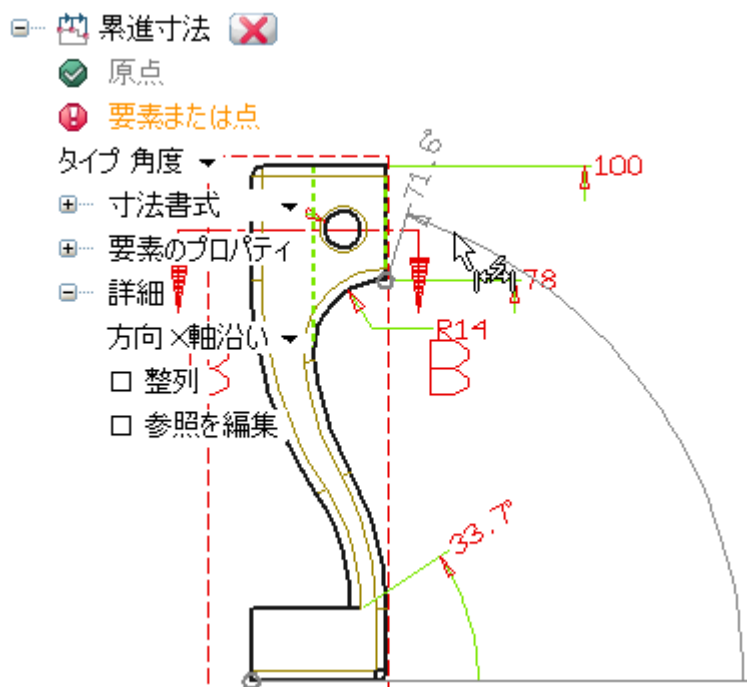 累進寸法
原点
要素または点
タイプ 角度
寸法書式
要素のプロパティ
詳細
方向 X軸沿い
整列
参照を編集
71.6°
100
78
R14
B
B
33.7°